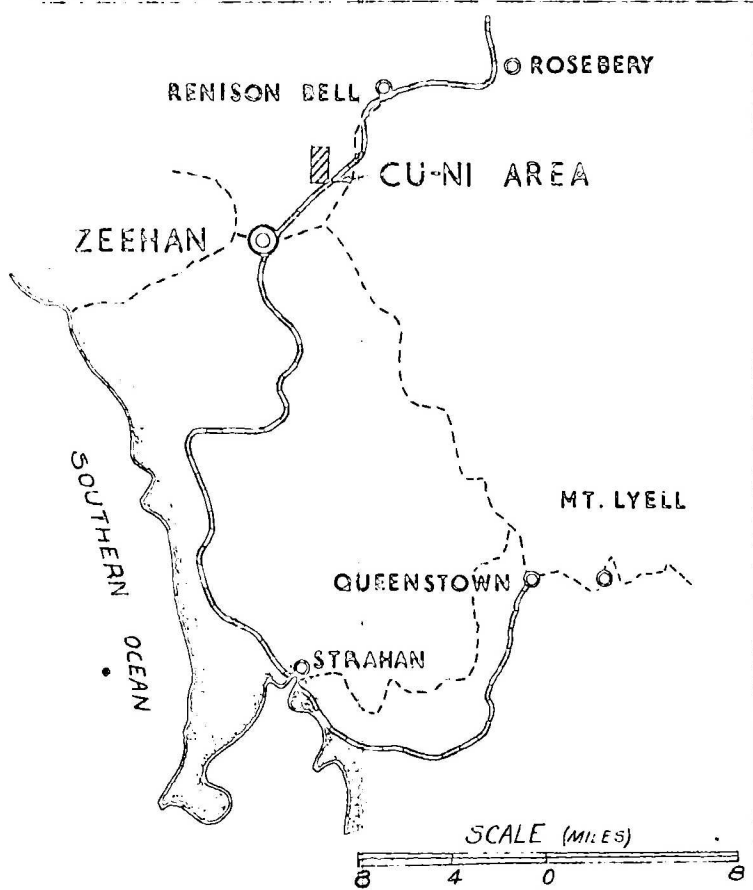 ROSEBERY
RENISON BELL
CU-NI AREA
ZEEHAN
SOUTHERN OCEAN
MT. LYELL
QUEENSTOWN
STRAHAN
SCALE (MILES)
8 4 0 8